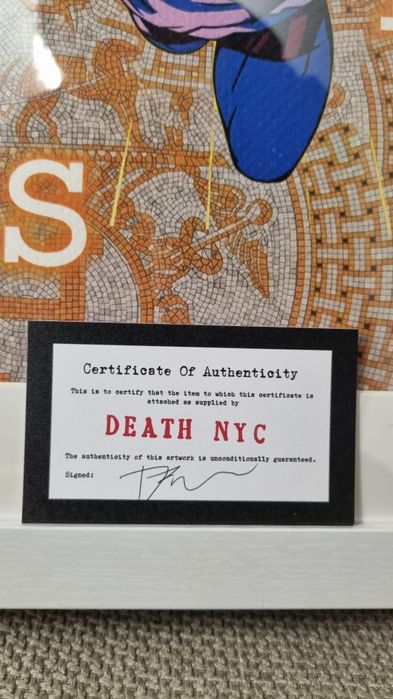 S
Certificate Of Authenticity
This is to certify that the item to which this certificate is
attached as supplied by
DEATH NYC
The authenticity of this artwork is unconditionally guaranteed.
Signed: